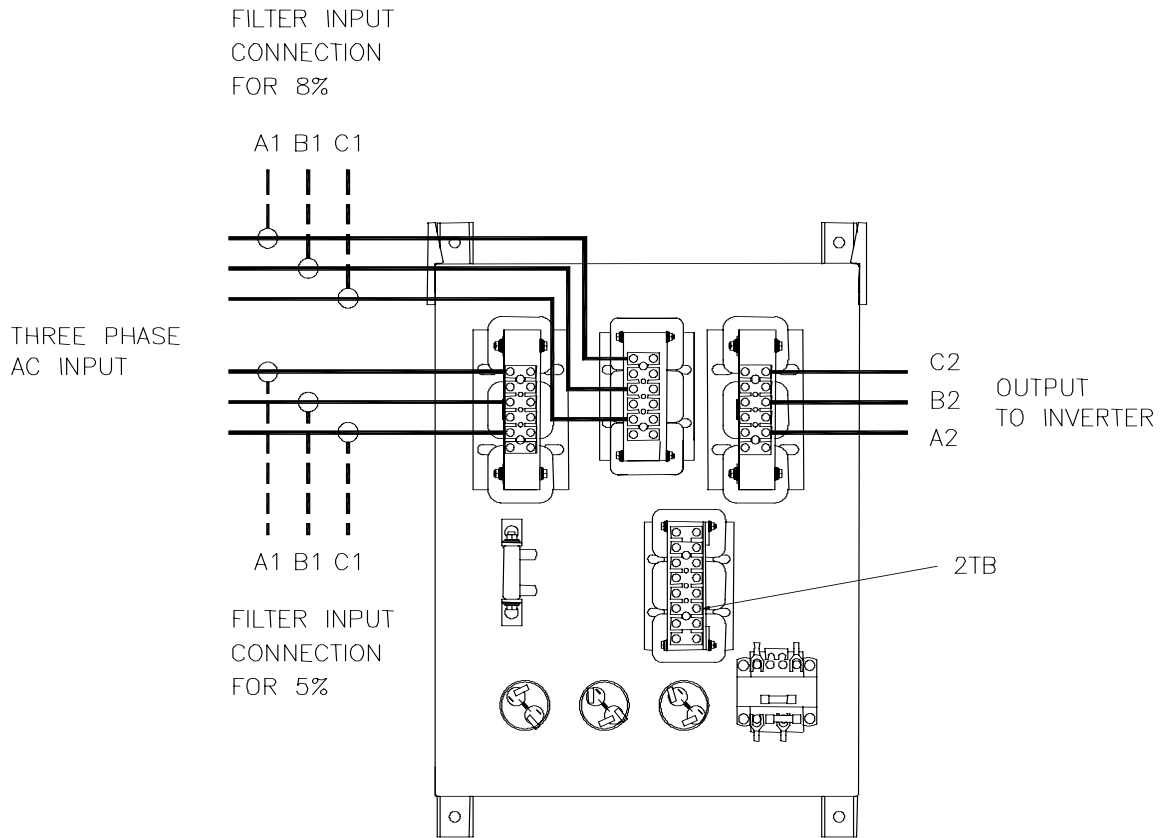 FILTER INPUT
CONNECTION
FOR 8%
A1 B1 C1
THREE PHASE
AC INPUT
C2
B2
A2
OUTPUT
TO INVERTER
A1 B1 C1
2TB
FILTER INPUT
CONNECTION
FOR 5%